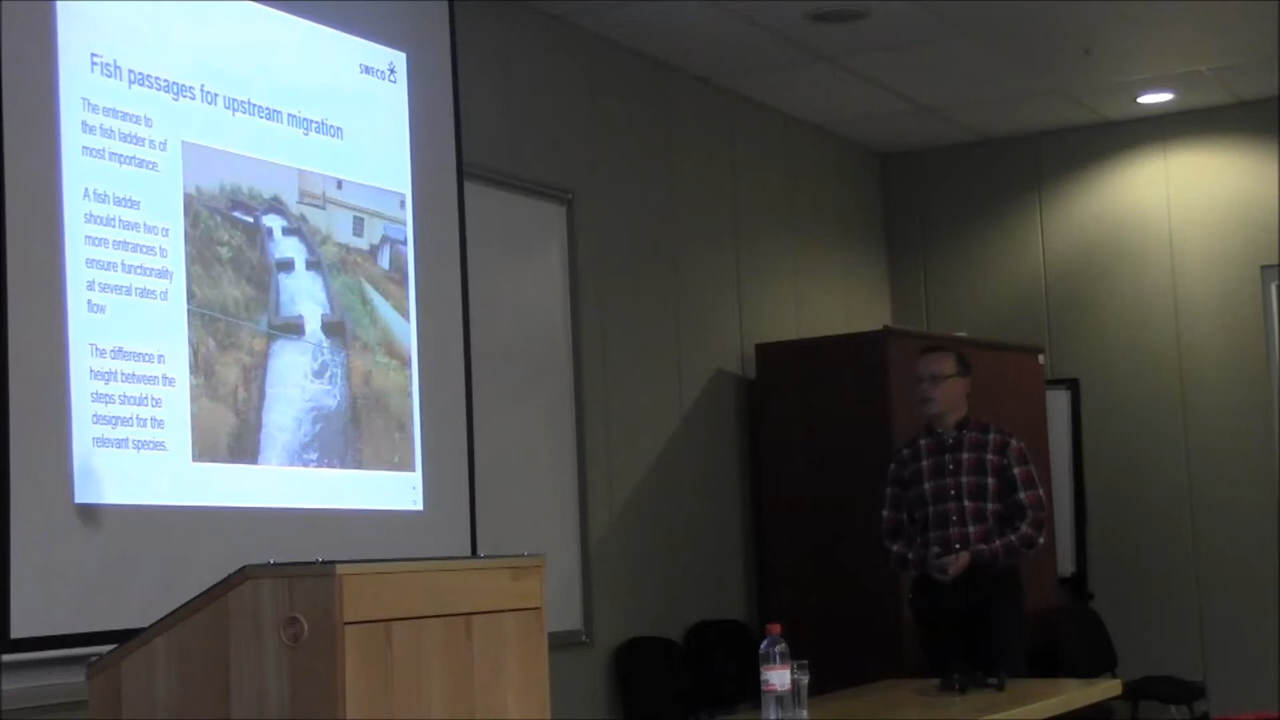 SWECO
Fish passages for upstream migration
The entrance to
the fish ladder is of
most importance.
A fish ladder
should have two or
more entrances to
ensure functionality
at several rates of
flow
The difference in
height between the
steps should be
designed for the
relevant species.